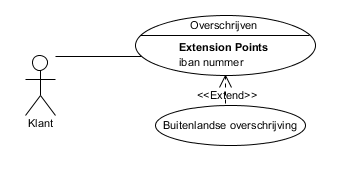 Overschrijven
Extension Points
iban nummer
<<Extend>>
Klant
Buitenlandse overschrijving